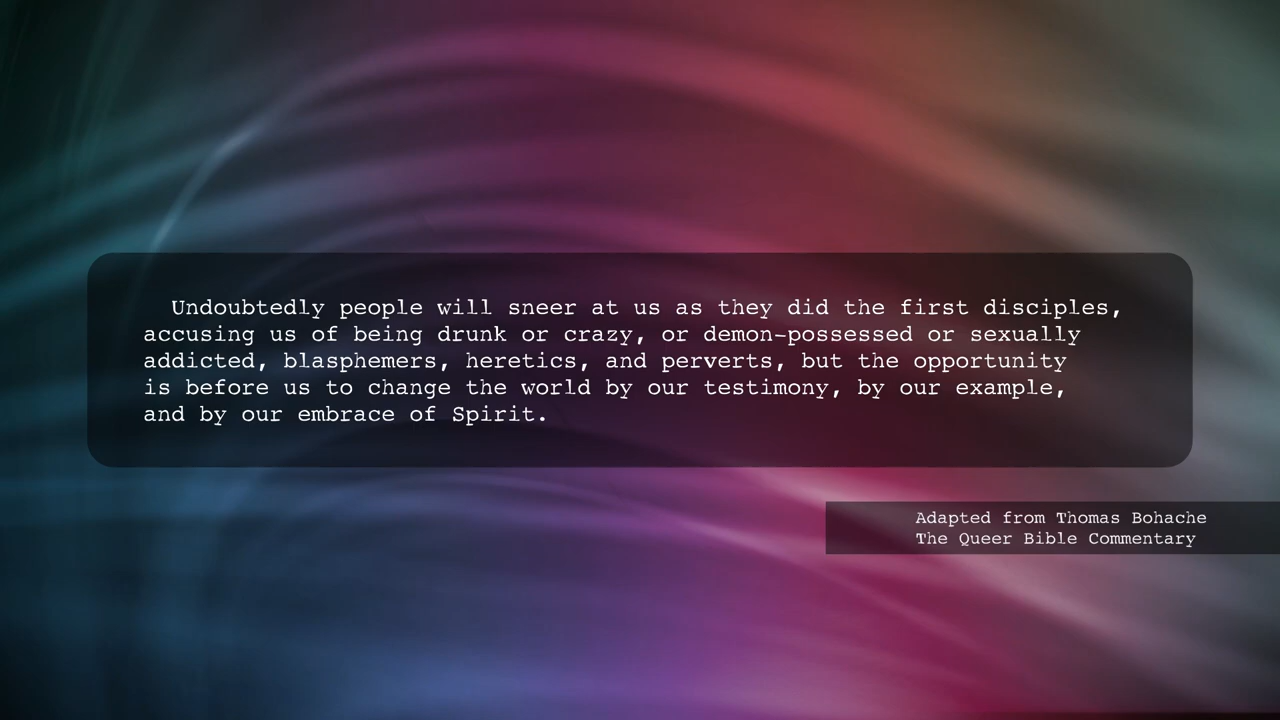 Undoubtedly people will sneer at us as they did the first disciples,
accusing us of being drunk or crazy, or demon-possessed or sexually
addicted, blasphemers, heretics, and perverts, but the opportunity
is before us to change the world by our testimony, by our example,
and by our embrace of Spirit.
Adapted from Thomas Bohache
The Queer Bible Commentary